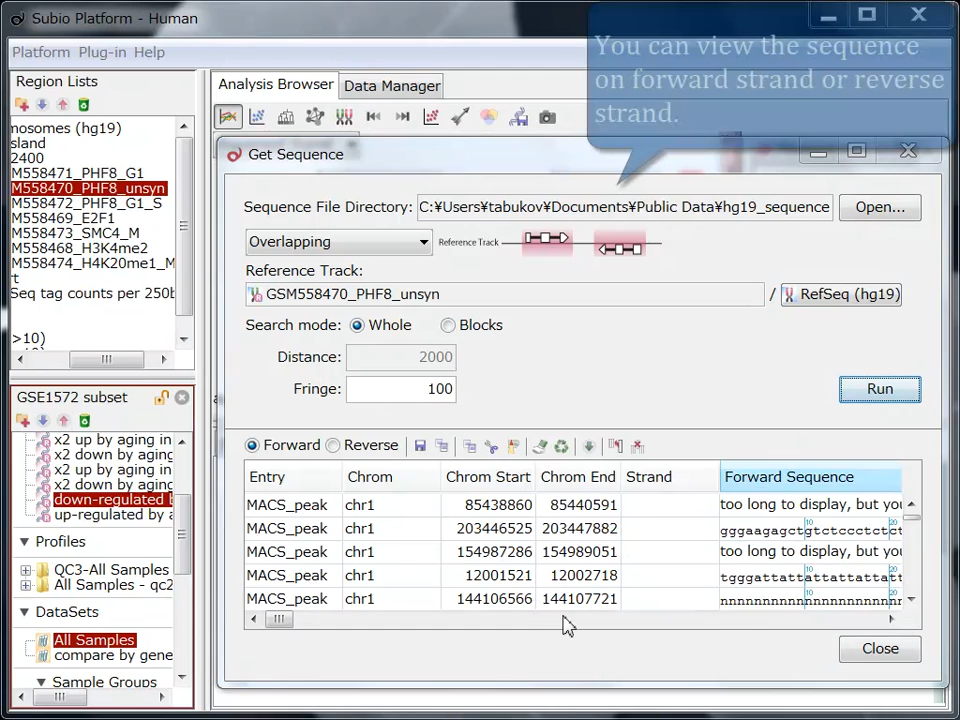 Subio Platform - Human
You can view the sequence
on forward strand or reverse
strand.
Platform Plug-in Help
Region Lists
Analysis Browser
Data Manager
mosomes (hg19)
sland
2400
M558471_PHF8_G1
M558470_PHF8_unsyn
M558472_PHF8_G1_S
M558469_E2F1
M558473_SMC4_M
M558468_H3K4me2
M558474_H4K20me1_M
rt
Seq tag counts per 250b
>10)
Get Sequence
Sequence File Directory: C:¥Users¥tabukov¥Documents¥Public Data¥hg19_sequence Open...
Overlapping
Reference Track
Reference Track:
GSM558470_PHF8_unsyn / RefSeq (hg19)
Search mode: Whole Blocks
Distance: 2000
Fringe: 100
Run
Forward Reverse
Entry Chrom Chrom Start Chrom End Strand Forward Sequence
MACS_peak chr1 85438860 85440591 too long to display, but you
10 20
MACS_peak chr1 203446525 203447882 gggaagagctgtctccctctct
MACS_peak chr1 154987286 154989051 too long to display, but you
10 20
MACS_peak chr1 12001521 12002718 tgggattattattattattatt
10 20
MACS_peak chr1 144106566 144107721 nnnnnnnnnnnnnnnnnnnnnn
Close
GSE1572 subset
x2 up by aging in
x2 down by aging
x2 up by aging in
x2 down by aging
down-regulated b
up-regulated by a
Profiles
QC3-All Samples
All Samples - qc2
DataSets
All Samples
compare by gene
Sample Groups